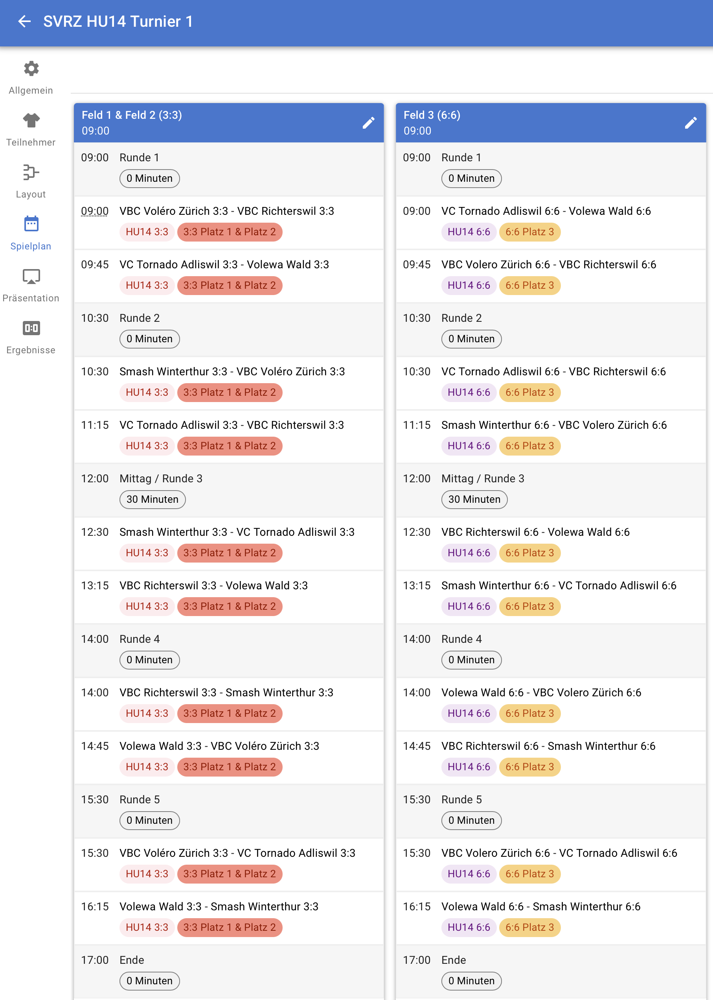 SVRZ HU14 Turnier 1
Allgemein
Teilnehmer
Layout
Spielplan
Präsentation
0:0
Ergebnisse
Feld 1 & Feld 2 (3:3)
09:00
09:00 Runde 1
0 Minuten
09:00 VBC Voléro Zürich 3:3 - VBC Richterswil 3:3
HU14 3:3 3:3 Platz 1 & Platz 2
09:45 VC Tornado Adliswil 3:3 - Volewa Wald 3:3
HU14 3:3 3:3 Platz 1 & Platz 2
10:30 Runde 2
0 Minuten
10:30 Smash Winterthur 3:3 - VBC Voléro Zürich 3:3
HU14 3:3 3:3 Platz 1 & Platz 2
11:15 VC Tornado Adliswil 3:3 - VBC Richterswil 3:3
HU14 3:3 3:3 Platz 1 & Platz 2
12:00 Mittag / Runde 3
30 Minuten
12:30 Smash Winterthur 3:3 - VC Tornado Adliswil 3:3
HU14 3:3 3:3 Platz 1 & Platz 2
13:15 VBC Richterswil 3:3 - Volewa Wald 3:3
HU14 3:3 3:3 Platz 1 & Platz 2
14:00 Runde 4
0 Minuten
14:00 VBC Richterswil 3:3 - Smash Winterthur 3:3
HU14 3:3 3:3 Platz 1 & Platz 2
14:45 Volewa Wald 3:3 - VBC Voléro Zürich 3:3
HU14 3:3 3:3 Platz 1 & Platz 2
15:30 Runde 5
0 Minuten
15:30 VBC Voléro Zürich 3:3 - VC Tornado Adliswil 3:3
HU14 3:3 3:3 Platz 1 & Platz 2
16:15 Volewa Wald 3:3 - Smash Winterthur 3:3
HU14 3:3 3:3 Platz 1 & Platz 2
17:00 Ende
0 Minuten
Feld 3 (6:6)
09:00
09:00 Runde 1
0 Minuten
09:00 VC Tornado Adliswil 6:6 - Volewa Wald 6:6
HU14 6:6 6:6 Platz 3
09:45 VBC Volero Zürich 6:6 - VBC Richterswil 6:6
HU14 6:6 6:6 Platz 3
10:30 Runde 2
0 Minuten
10:30 VC Tornado Adliswil 6:6 - VBC Richterswil 6:6
HU14 6:6 6:6 Platz 3
11:15 Smash Winterthur 6:6 - VBC Volero Zürich 6:6
HU14 6:6 6:6 Platz 3
12:00 Mittag / Runde 3
30 Minuten
12:30 VBC Richterswil 6:6 - Volewa Wald 6:6
HU14 6:6 6:6 Platz 3
13:15 Smash Winterthur 6:6 - VC Tornado Adliswil 6:6
HU14 6:6 6:6 Platz 3
14:00 Runde 4
0 Minuten
14:00 Volewa Wald 6:6 - VBC Volero Zürich 6:6
HU14 6:6 6:6 Platz 3
14:45 VBC Richterswil 6:6 - Smash Winterthur 6:6
HU14 6:6 6:6 Platz 3
15:30 Runde 5
0 Minuten
15:30 VBC Volero Zürich 6:6 - VC Tornado Adliswil 6:6
HU14 6:6 6:6 Platz 3
16:15 Volewa Wald 6:6 - Smash Winterthur 6:6
HU14 6:6 6:6 Platz 3
17:00 Ende
0 Minuten